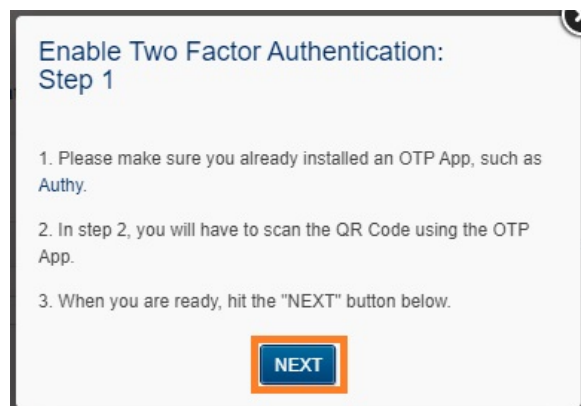 Enable Two Factor Authentication:
Step 1
1. Please make sure you already installed an OTP App, such as
Authy.
2. In step 2, you will have to scan the QR Code using the OTP
App.
3. When you are ready, hit the "NEXT" button below.
NEXT